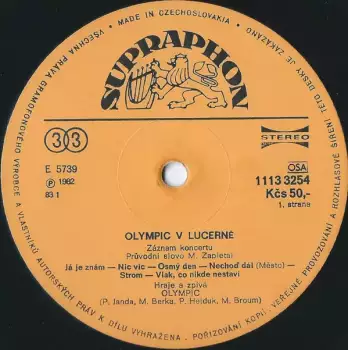 MADE IN CZECHOSLOVAKIA
VŠECHNA PRÁVA GRAMOFONOVÉHO VÝROBCE A VLASTNÍKŮ AUTORSKÝCH PRÁV K DÍLU VYHRAZENA. POŘIZOVÁNÍ KOPIÍ, VEŘEJNÉ PROVOZOVÁNÍ A ROZHLASOVÉ ŠÍŘENÍ TÉTO DESKY JE ZAKÁZÁNO
SUPRAPHON
33
STEREO
E 5739
℗ 1982
83 1
OSA
1113 3254
Kčs 50,-
1. strana
OLYMPIC V LUCERNĚ
Záznam koncertu
Průvodní slovo M. Zapletal
Já je znám — Nic víc — Osmý den — Nechoď dál (Město) —
Strom — Vlak, co nikde nestaví
Hraje a zpívá
OLYMPIC
(P. Janda, M. Berka, P. Hejduk, M. Broum)